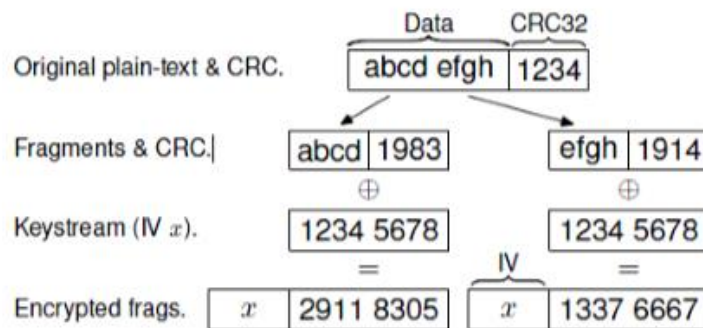 Data CRC32
Original plain-text & CRC. abcd efgh 1234
Fragments & CRC. abcd 1983 efgh 1914
⊕ ⊕
Keystream (IV x). 1234 5678 1234 5678
= IV =
Encrypted frags. x 2911 8305 x 1337 6667